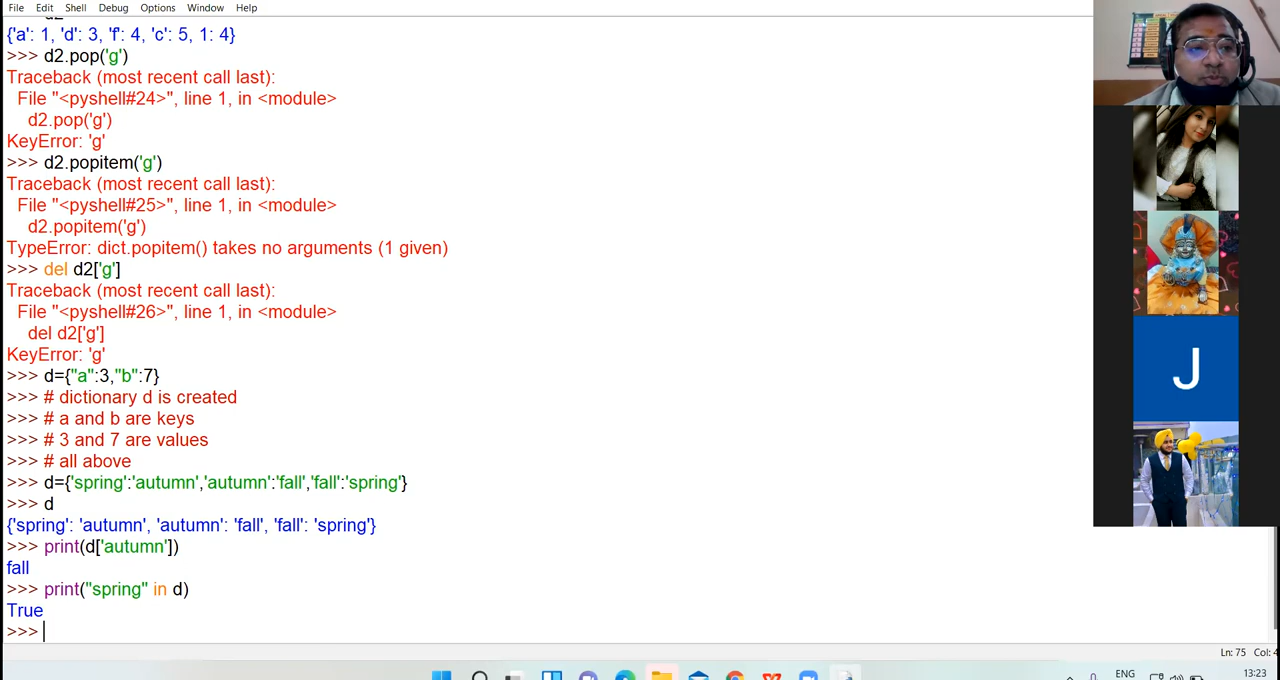 File Edit Shell Debug Options Window Help
{'a': 1, 'd': 3, 'f': 4, 'c': 5, 1: 4}
>>> d2.pop('g')
Traceback (most recent call last):
  File "<pyshell#24>", line 1, in <module>
    d2.pop('g')
KeyError: 'g'
>>> d2.popitem('g')
Traceback (most recent call last):
  File "<pyshell#25>", line 1, in <module>
    d2.popitem('g')
TypeError: dict.popitem() takes no arguments (1 given)
>>> del d2['g']
Traceback (most recent call last):
  File "<pyshell#26>", line 1, in <module>
    del d2['g']
KeyError: 'g'
>>> d={"a":3,"b":7}
>>> # dictionary d is created
>>> # a and b are keys
>>> # 3 and 7 are values
>>> # all above
>>> d={'spring':'autumn','autumn':'fall','fall':'spring'}
>>> d
{'spring': 'autumn', 'autumn': 'fall', 'fall': 'spring'}
>>> print(d['autumn'])
fall
>>> print("spring" in d)
True
>>>
J
Ln: 75 Col: 4
ENG
13:23